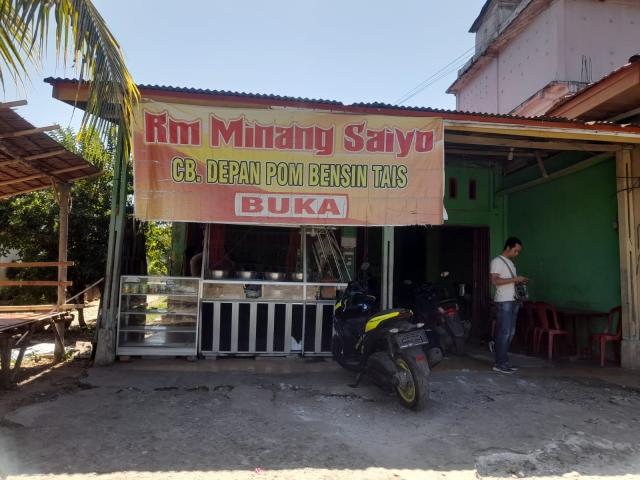 Rm Minang Saiyo
CB. DEPAN POM BENSIN TAIS
BUKA